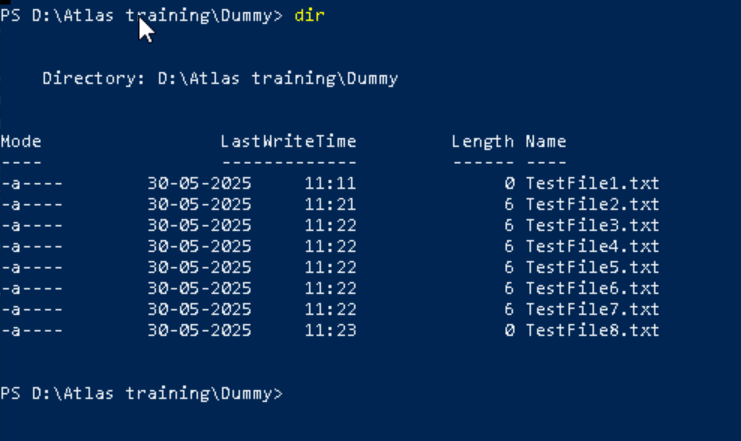 PS D:\Atlas training\Dummy> dir
Directory: D:\Atlas training\Dummy
Mode LastWriteTime Length Name
---- ------------- ------ ----
-a---- 30-05-2025 11:11 0 TestFile1.txt
-a---- 30-05-2025 11:21 6 TestFile2.txt
-a---- 30-05-2025 11:22 6 TestFile3.txt
-a---- 30-05-2025 11:22 6 TestFile4.txt
-a---- 30-05-2025 11:22 6 TestFile5.txt
-a---- 30-05-2025 11:22 6 TestFile6.txt
-a---- 30-05-2025 11:22 6 TestFile7.txt
-a---- 30-05-2025 11:23 0 TestFile8.txt
PS D:\Atlas training\Dummy>